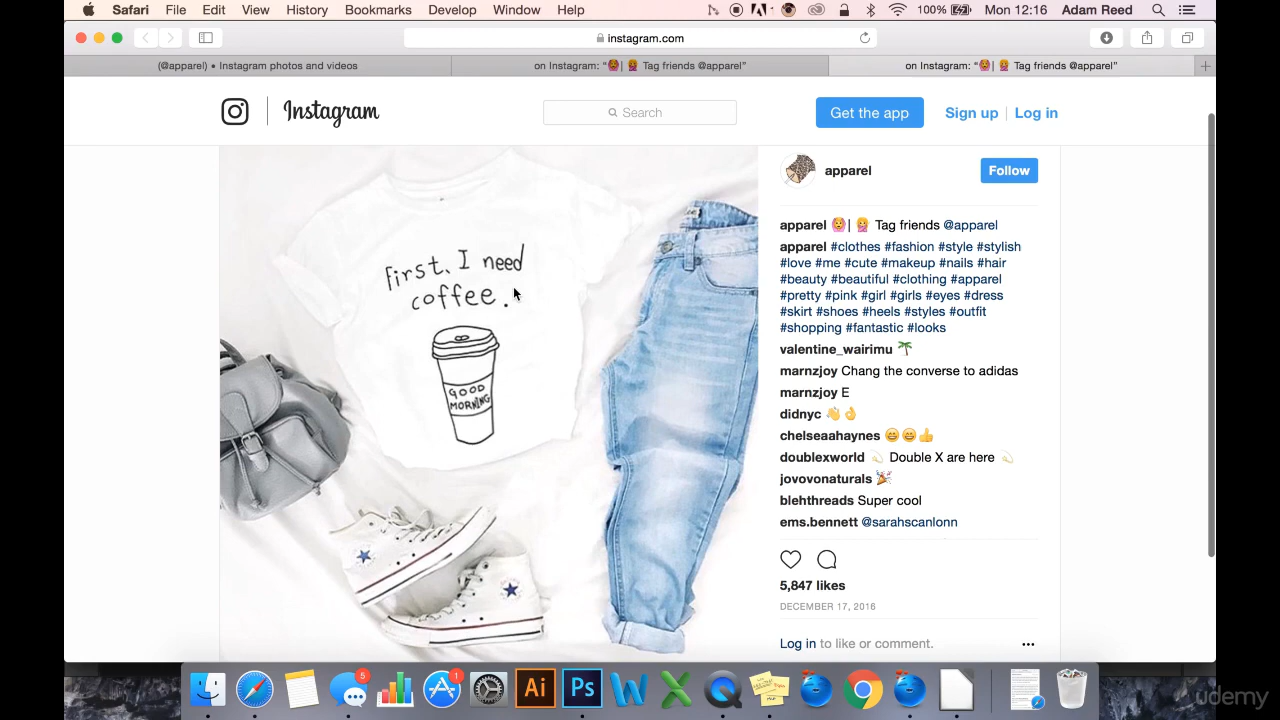 Safari File Edit View History Bookmarks Develop Window Help 1 100% Mon 12:16 Adam Reed
instagram.com
(@apparel) • Instagram photos and videos
on Instagram: “🙆| 🙎 Tag friends @apparel”
on Instagram: “🙆| 🙎 Tag friends @apparel”
Instagram
Search
Get the app
Sign up | Log in
first, I need
coffee.
GOOD
MORNING
apparel
Follow
apparel 🙆| 🙎 Tag friends @apparel
apparel #clothes #fashion #style #stylish
#love #me #cute #makeup #nails #hair
#beauty #beautiful #clothing #apparel
#pretty #pink #girl #girls #eyes #dress
#skirt #shoes #heels #styles #outfit
#shopping #fantastic #looks
valentine_wairimu 🌴
marnzjoy Chang the converse to adidas
marnzjoy E
didnyc 👋👌
chelseaahaynes 😄😄👍
doublexworld 💫 Double X are here 💫
jovovonaturals 🎉
blehthreads Super cool
ems.bennett @sarahscanlonn
5,847 likes
DECEMBER 17, 2016
Log in to like or comment.
5
1
Ai
Ps
udemy